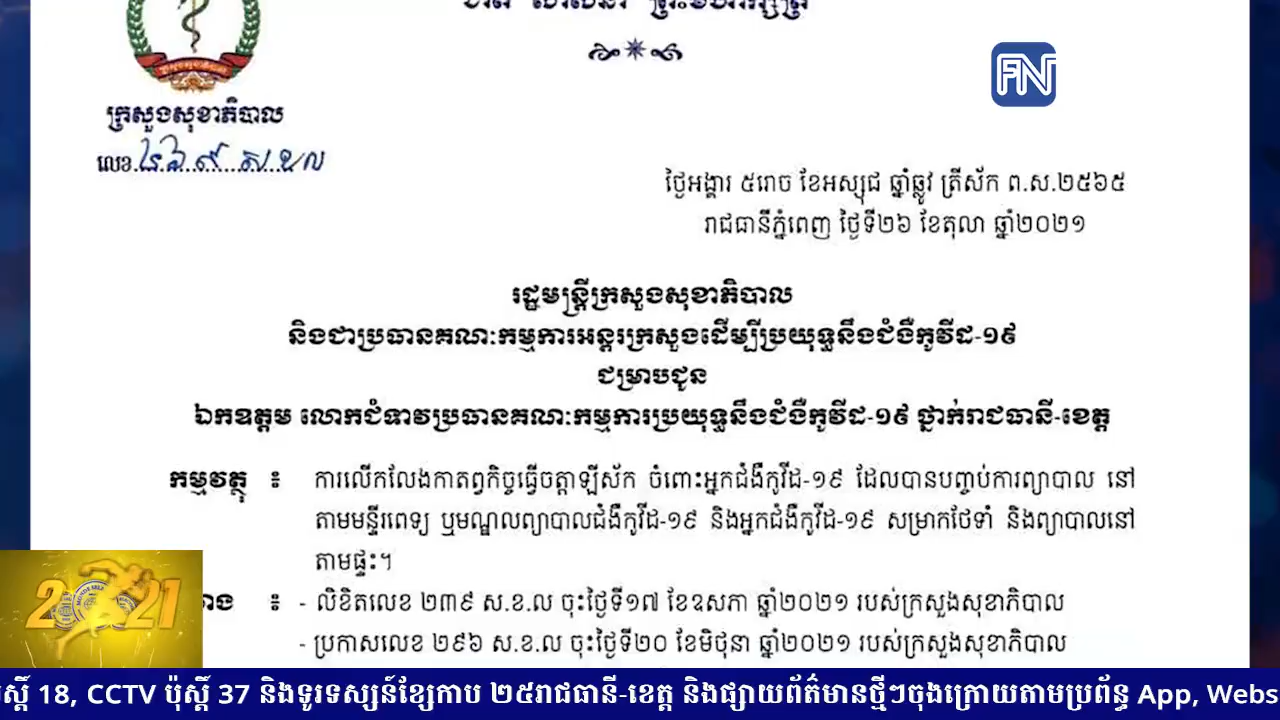 ជាតិ សាសនា ព្រះមហាក្សត្រ
FN
ក្រសួងសុខាភិបាល
លេខ
ស.ខ.ល
ថ្ងៃអង្គារ ៥រោច ខែអស្សុជ ឆ្នាំឆ្លូវ ត្រីស័ក ព.ស.២៥៦៥
រាជធានីភ្នំពេញ ថ្ងៃទី២៦ ខែតុលា ឆ្នាំ២០២១
រដ្ឋមន្ត្រីក្រសួងសុខាភិបាល
និងជាប្រធានគណៈកម្មការអន្តរក្រសួងដើម្បីប្រយុទ្ធនឹងជំងឺកូវីដ-១៩
ជម្រាបជូន
ឯកឧត្តម លោកជំទាវប្រធានគណៈកម្មការប្រយុទ្ធនឹងជំងឺកូវីដ-១៩ ថ្នាក់រាជធានី-ខេត្ត
កម្មវត្ថុ ៖ ការលើកលែងកាតព្វកិច្ចធ្វើចត្តាឡីស័ក ចំពោះអ្នកជំងឺកូវីដ-១៩ ដែលបានបញ្ចប់ការព្យាបាល នៅ
តាមមន្ទីរពេទ្យ ឬមណ្ឌលព្យាបាលជំងឺកូវីដ-១៩ និងអ្នកជំងឺកូវីដ-១៩ សម្រាកថែទាំ និងព្យាបាលនៅ
តាមផ្ទះ។
៖ - លិខិតលេខ ២៣៩ ស.ខ.ល ចុះថ្ងៃទី១៧ ខែឧសភា ឆ្នាំ២០២១ របស់ក្រសួងសុខាភិបាល
- ប្រកាសលេខ ២៩៦ ស.ខ.ល ចុះថ្ងៃទី២០ ខែមិថុនា ឆ្នាំ២០២១ របស់ក្រសួងសុខាភិបាល
2021
ស្តិ៍ 18, CCTV ប៉ុស្តិ៍ 37 និងទូរទស្សន៍ខ្សែកាប ២៥រាជធានី-ខេត្ត និងផ្សាយព័ត៌មានថ្មីៗចុងក្រោយតាមប្រព័ន្ធ App, Webs